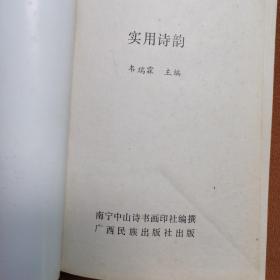 实用诗韵
韦瑞霖 主编
南宁中山诗书画印社编撰
广西民族出版社出版